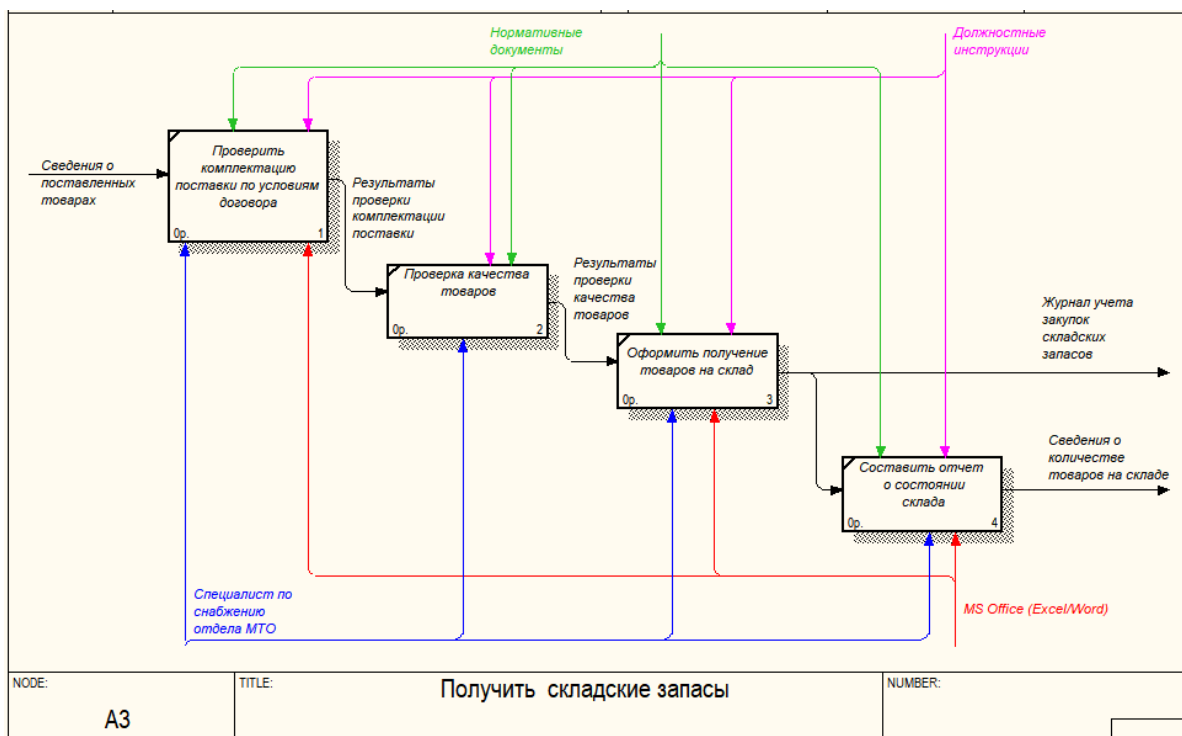 Нормативные
документы
Должностные
инструкции
Сведения о
поставленных
товарах
Проверить
комплектацию
поставки по условиям
договора
0р.
1
Результаты
проверки
комплектации
поставки
Проверка качества
товаров
0р.
2
Результаты
проверки
качества
товаров
Оформить получение
товаров на склад
0р.
3
Журнал учета
закупок
складских
запасов
Составить отчет
о состоянии
склада
0р.
4
Сведения о
количестве
товаров на складе
Специалист по
снабжению
отдела МТО
MS Office (Excel/Word)
NODE:
A3
TITLE:
Получить складские запасы
NUMBER: